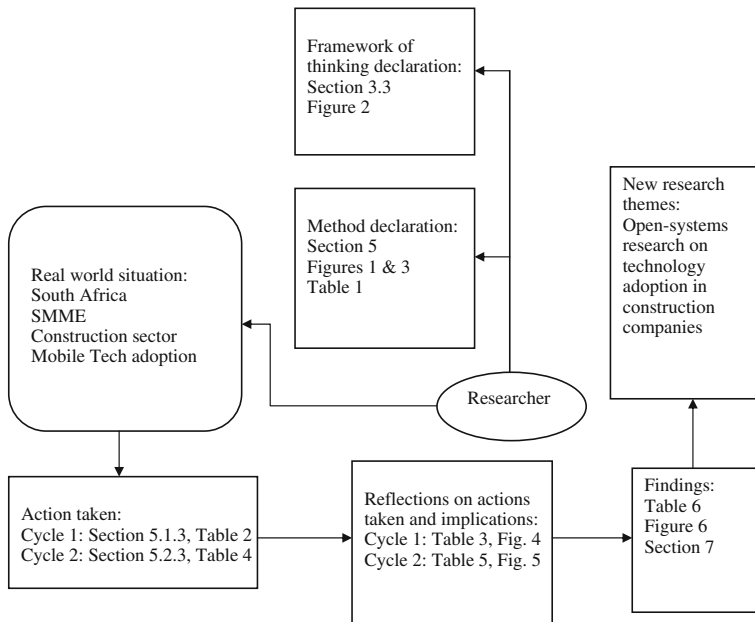 Framework of
thinking declaration:
Section 3.3
Figure 2
Method declaration:
Section 5
Figures 1 & 3
Table 1
New research
themes:
Open-systems
research on
technology
adoption in
construction
companies
Real world situation:
South Africa
SMME
Construction sector
Mobile Tech adoption
Researcher
Action taken:
Cycle 1: Section 5.1.3, Table 2
Cycle 2: Section 5.2.3, Table 4
Reflections on actions
taken and implications:
Cycle 1: Table 3, Fig. 4
Cycle 2: Table 5, Fig. 5
Findings:
Table 6
Figure 6
Section 7